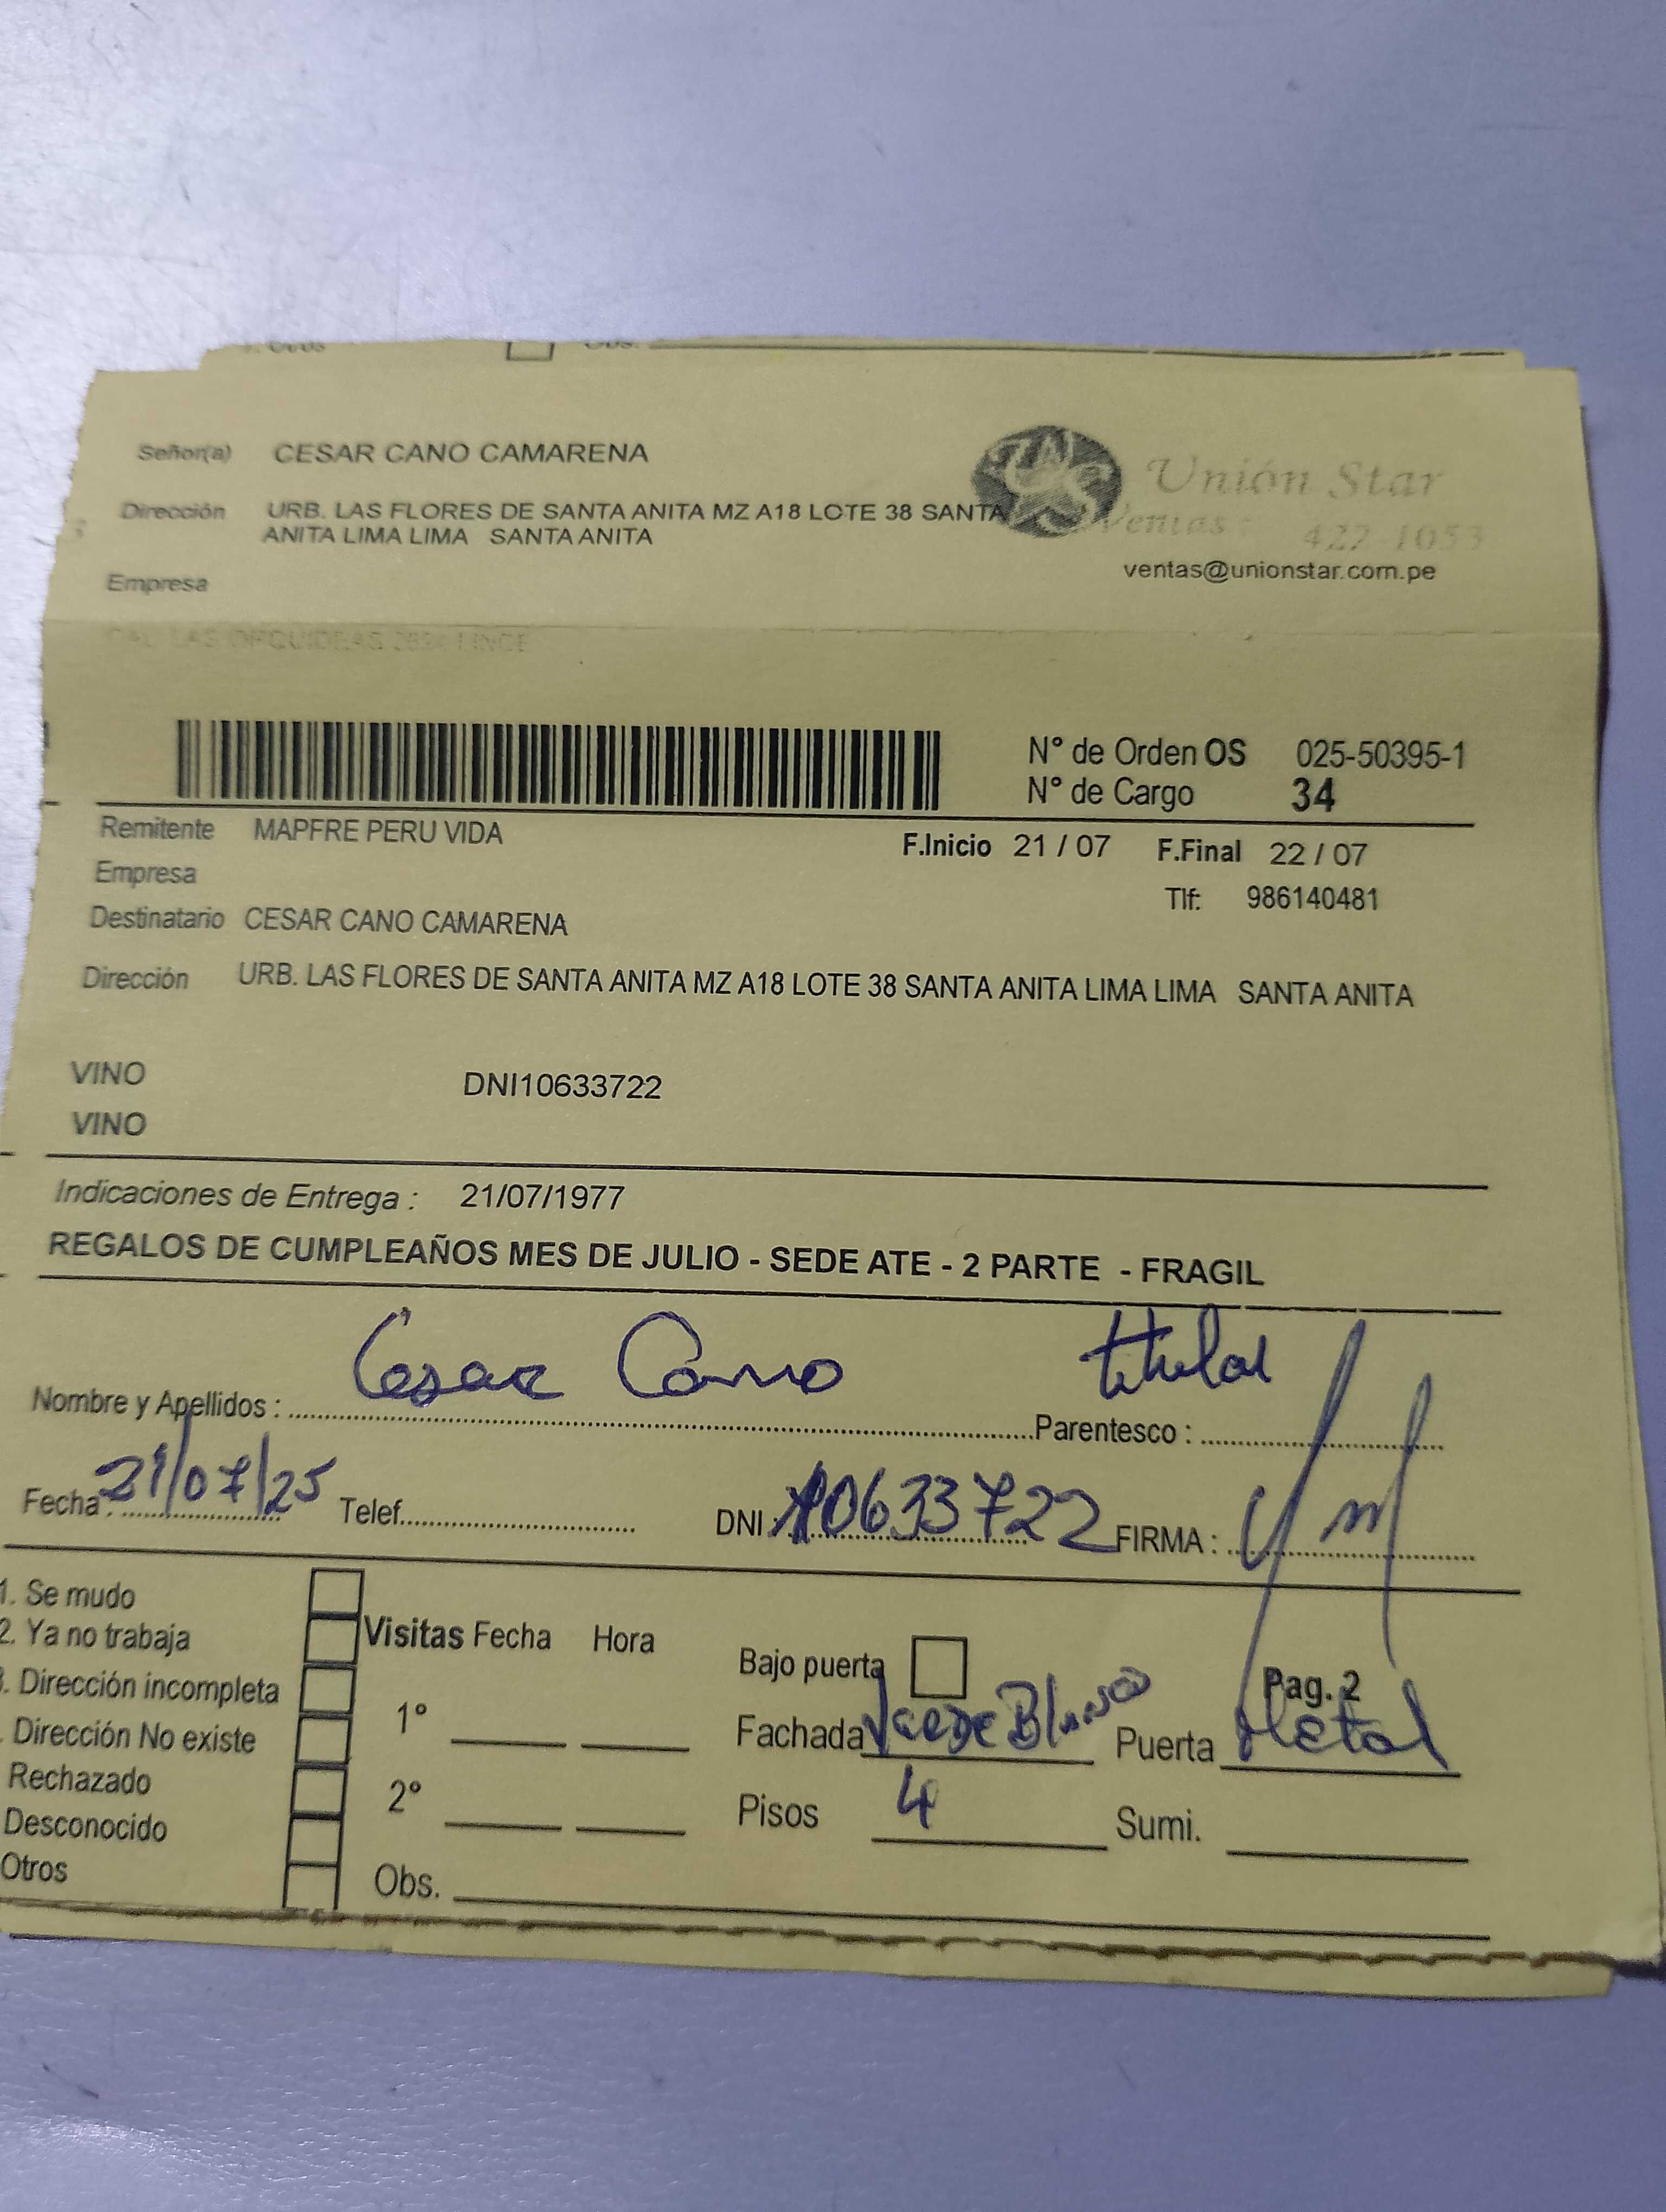 Otros Obs.
Señor(a) CESAR CANO CAMARENA
Unión Star
Dirección URB. LAS FLORES DE SANTA ANITA MZ A18 LOTE 38 SANTA
ANITA LIMA LIMA SANTA ANITA
Ventas : 422-1053
ventas@unionstar.com.pe
Empresa
CAL. LAS ORQUIDEAS LINCE
N° de Orden OS 025-50395-1
N° de Cargo 34
Remitente MAPFRE PERU VIDA
F.Inicio 21 / 07 F.Final 22 / 07
Empresa
Tlf: 986140481
Destinatario CESAR CANO CAMARENA
Dirección URB. LAS FLORES DE SANTA ANITA MZ A18 LOTE 38 SANTA ANITA LIMA LIMA SANTA ANITA
VINO DNI10633722
VINO
Indicaciones de Entrega : 21/07/1977
REGALOS DE CUMPLEAÑOS MES DE JULIO - SEDE ATE - 2 PARTE - FRAGIL
Nombre y Apellidos : Cesar Cano Parentesco : titular
Fecha : 21/07/25 Telef. DNI : 10633722 FIRMA :
1. Se mudo
2. Ya no trabaja
. Dirección incompleta
. Dirección No existe
Rechazado
Desconocido
Otros
Visitas Fecha Hora
1°
2°
Obs.
Bajo puerta Pag. 2
Fachada Verde Blanco Puerta Metal
Pisos 4 Sumi.